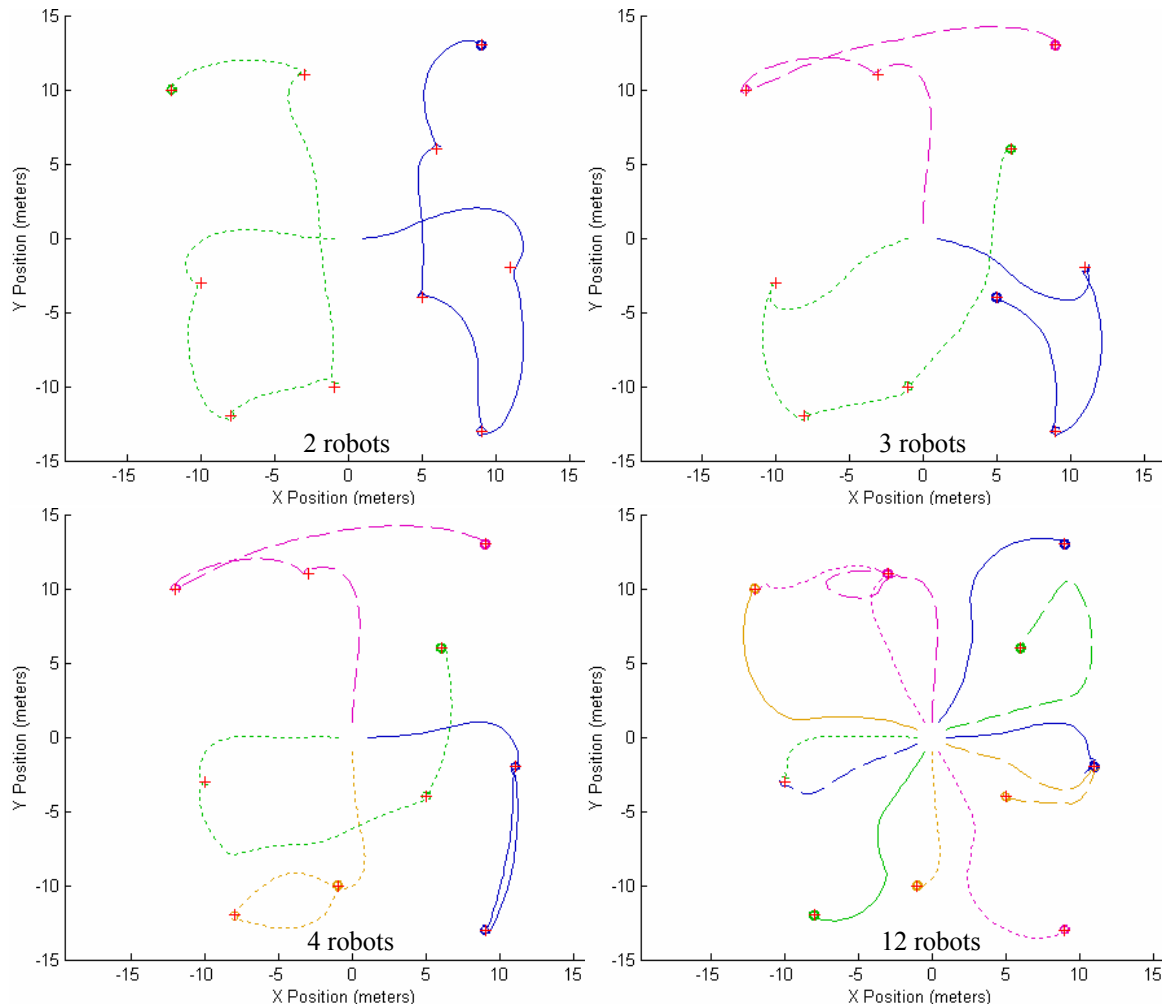 15
10
5
0
-5
-10
-15
Y Position (meters)
2 robots
-15 -10 -5 0 5 10 15
X Position (meters)
15
10
5
0
-5
-10
-15
Y Position (meters)
3 robots
-15 -10 -5 0 5 10 15
X Position (meters)
15
10
5
0
-5
-10
-15
Y Position (meters)
4 robots
-15 -10 -5 0 5 10 15
X Position (meters)
15
10
5
0
-5
-10
-15
Y Position (meters)
12 robots
-15 -10 -5 0 5 10 15
X Position (meters)